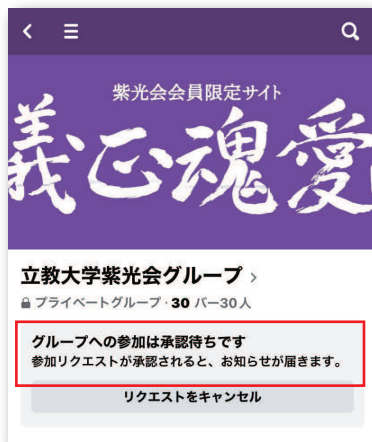 紫光会会員限定サイト
義正魂愛
立教大学紫光会グループ
プライベートグループ・30 バー30人
グループへの参加は承認待ちです
参加リクエストが承認されると、お知らせが届きます。
リクエストをキャンセル